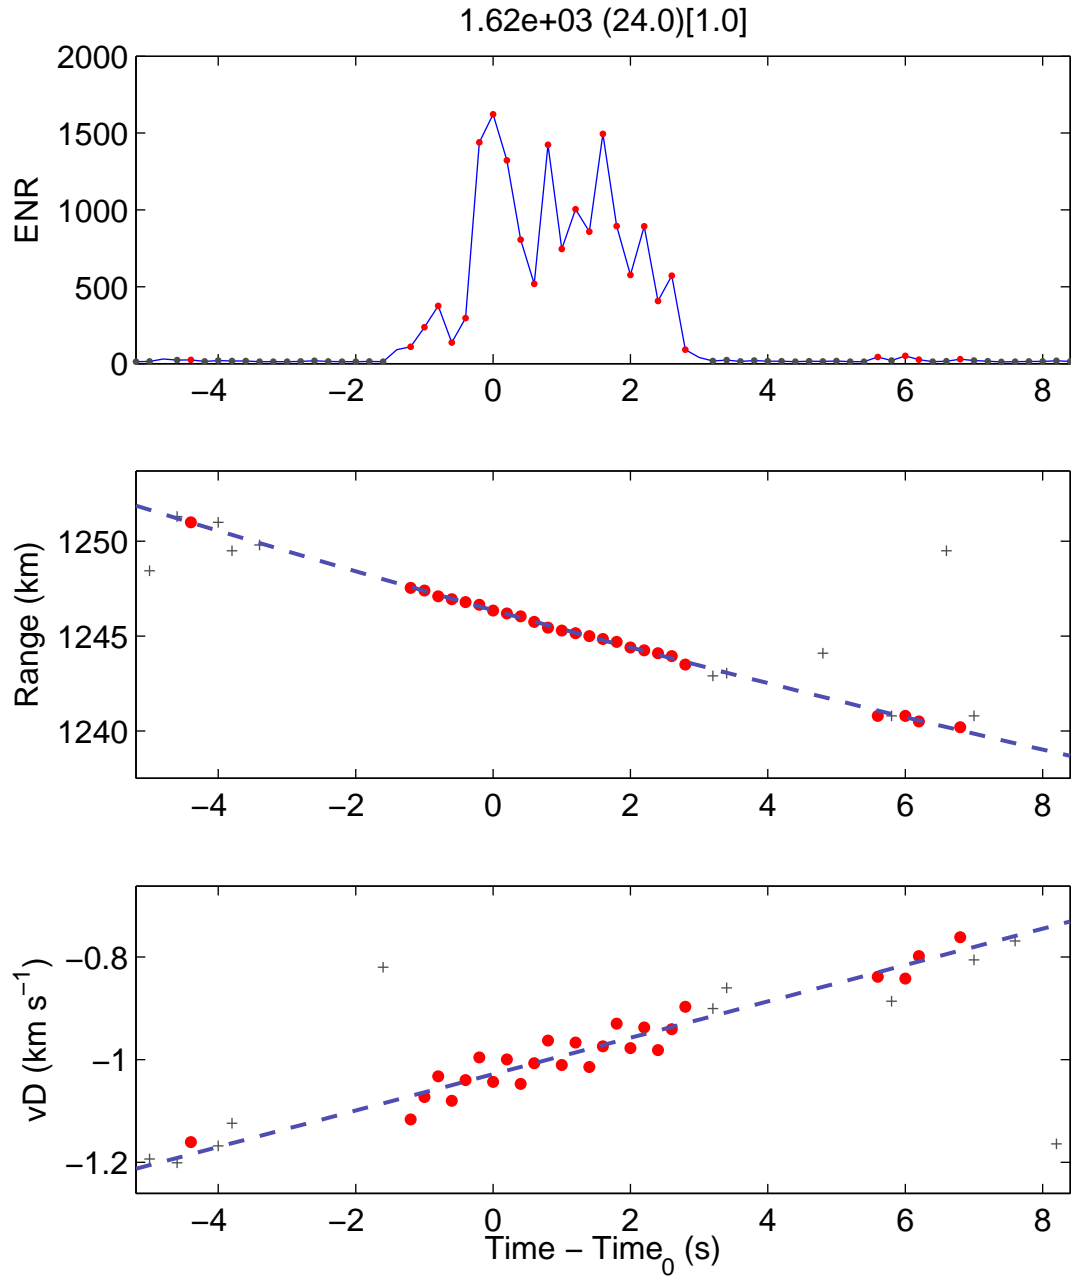 1.62e+03 (24.0)[1.0]
2000
1500
1000
500
0
ENR
−4 −2 0 2 4 6 8
1250
1245
1240
Range (km)
−4 −2 0 2 4 6 8
−0.8
−1
−1.2
vD (km s⁻¹)
−4 −2 0 2 4 6 8
Time − Time₀ (s)